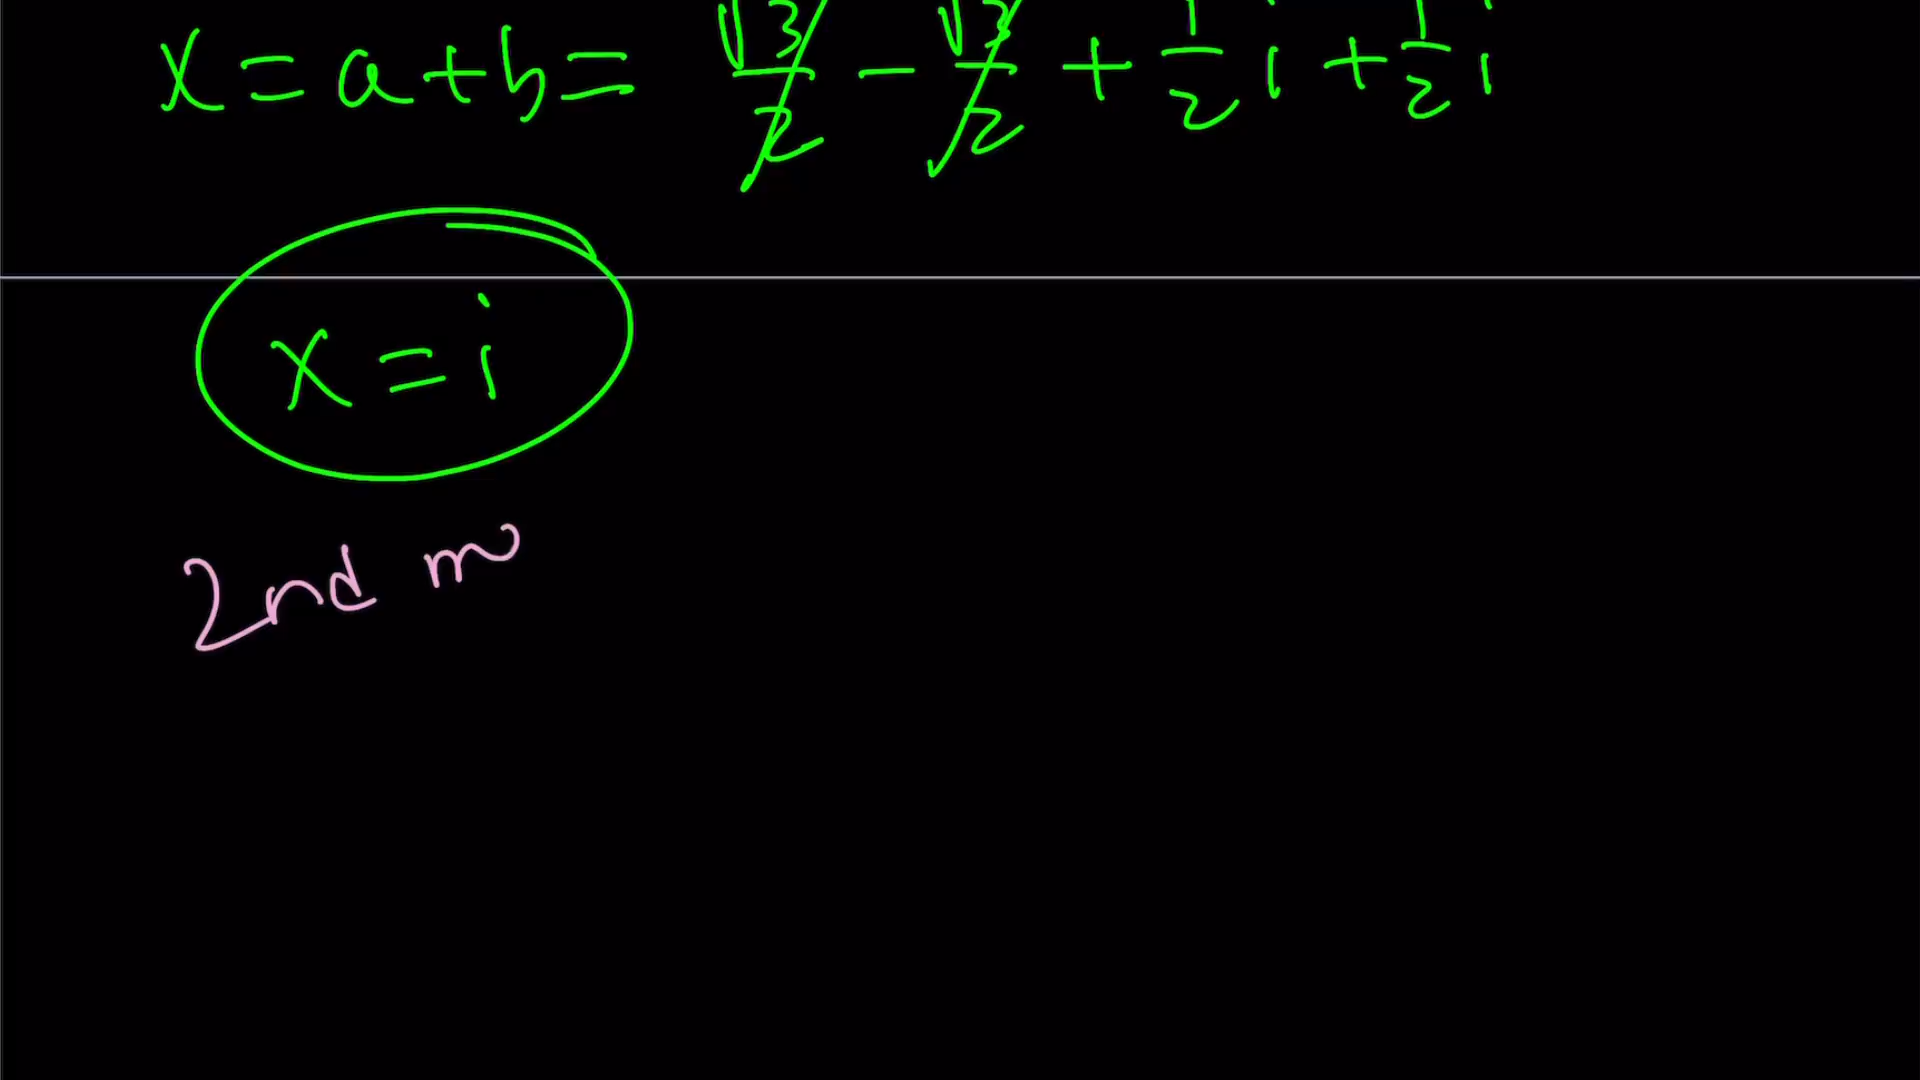 x = a + b = √3/2 - √3/2 + 1/2 i + 1/2 i
x = i
2nd m